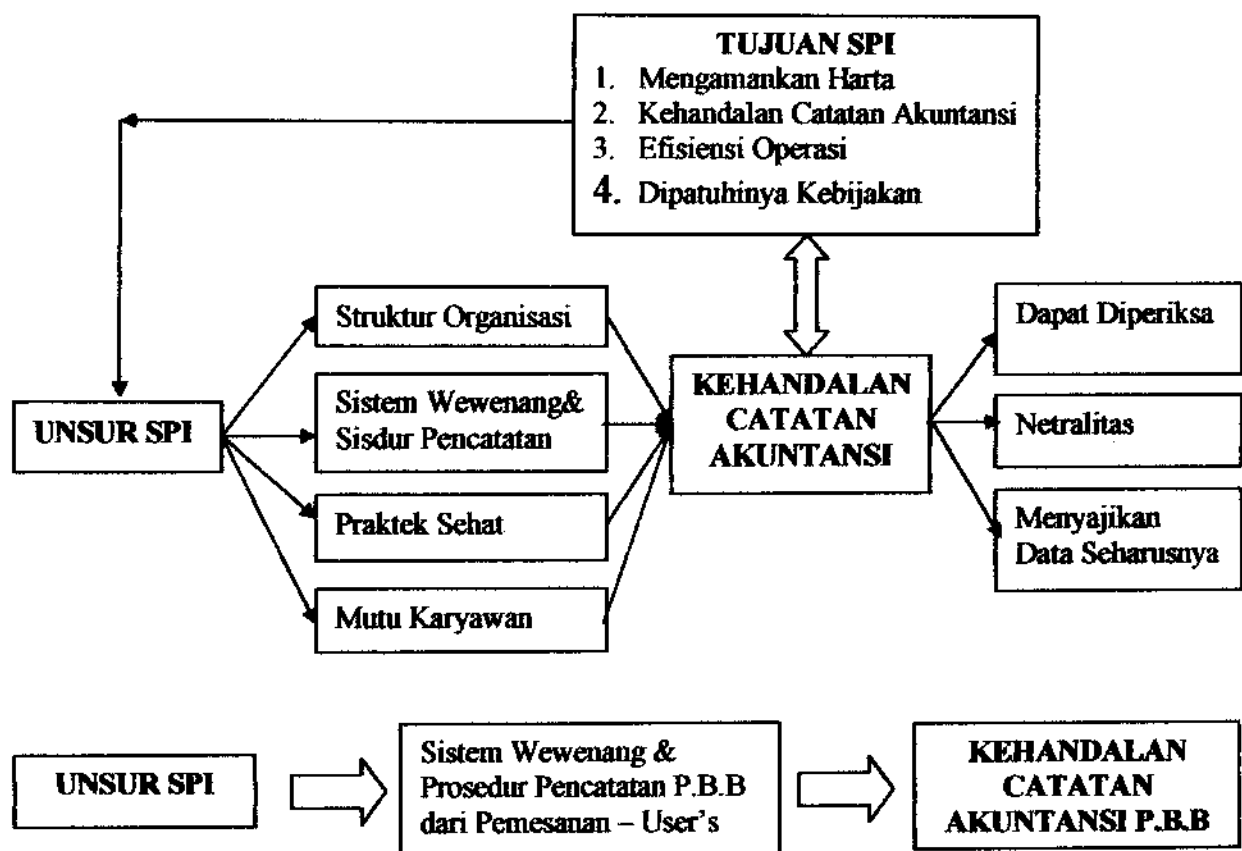 TUJUAN SPI
1. Mengamankan Harta
2. Kehandalan Catatan Akuntansi
3. Efisiensi Operasi
4. Dipatuhinya Kebijakan
UNSUR SPI
Struktur Organisasi
Sistem Wewenang&
Sisdur Pencatatan
Praktek Sehat
Mutu Karyawan
KEHANDALAN
CATATAN
AKUNTANSI
Dapat Diperiksa
Netralitas
Menyajikan
Data Seharusnya
UNSUR SPI
Sistem Wewenang &
Prosedur Pencatatan P.B.B
dari Pemesanan – User's
KEHANDALAN
CATATAN
AKUNTANSI P.B.B